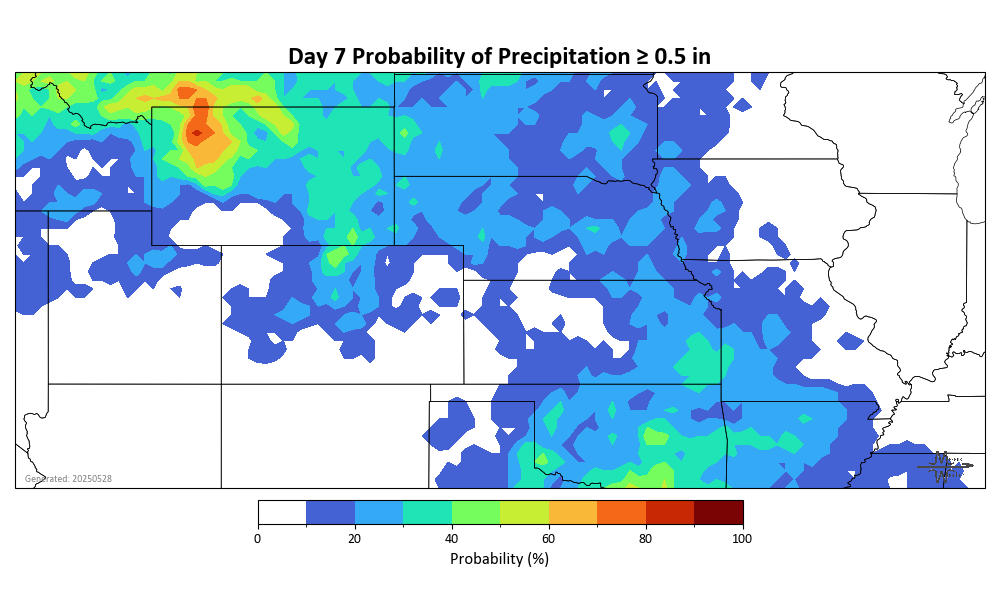 Day 7 Probability of Precipitation ≥ 0.5 in
Generated: 20250528
0 20 40 60 80 100
Probability (%)